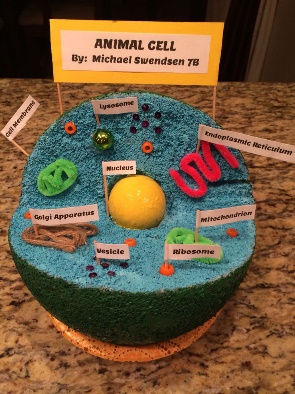 ANIMAL CELL
By: Michael Swendsen 7B
Lysosome
Cell Membrane
Endoplasmic Reticulum
Nucleus
Golgi Apparatus
Mitochondrion
Vesicle
Ribosome